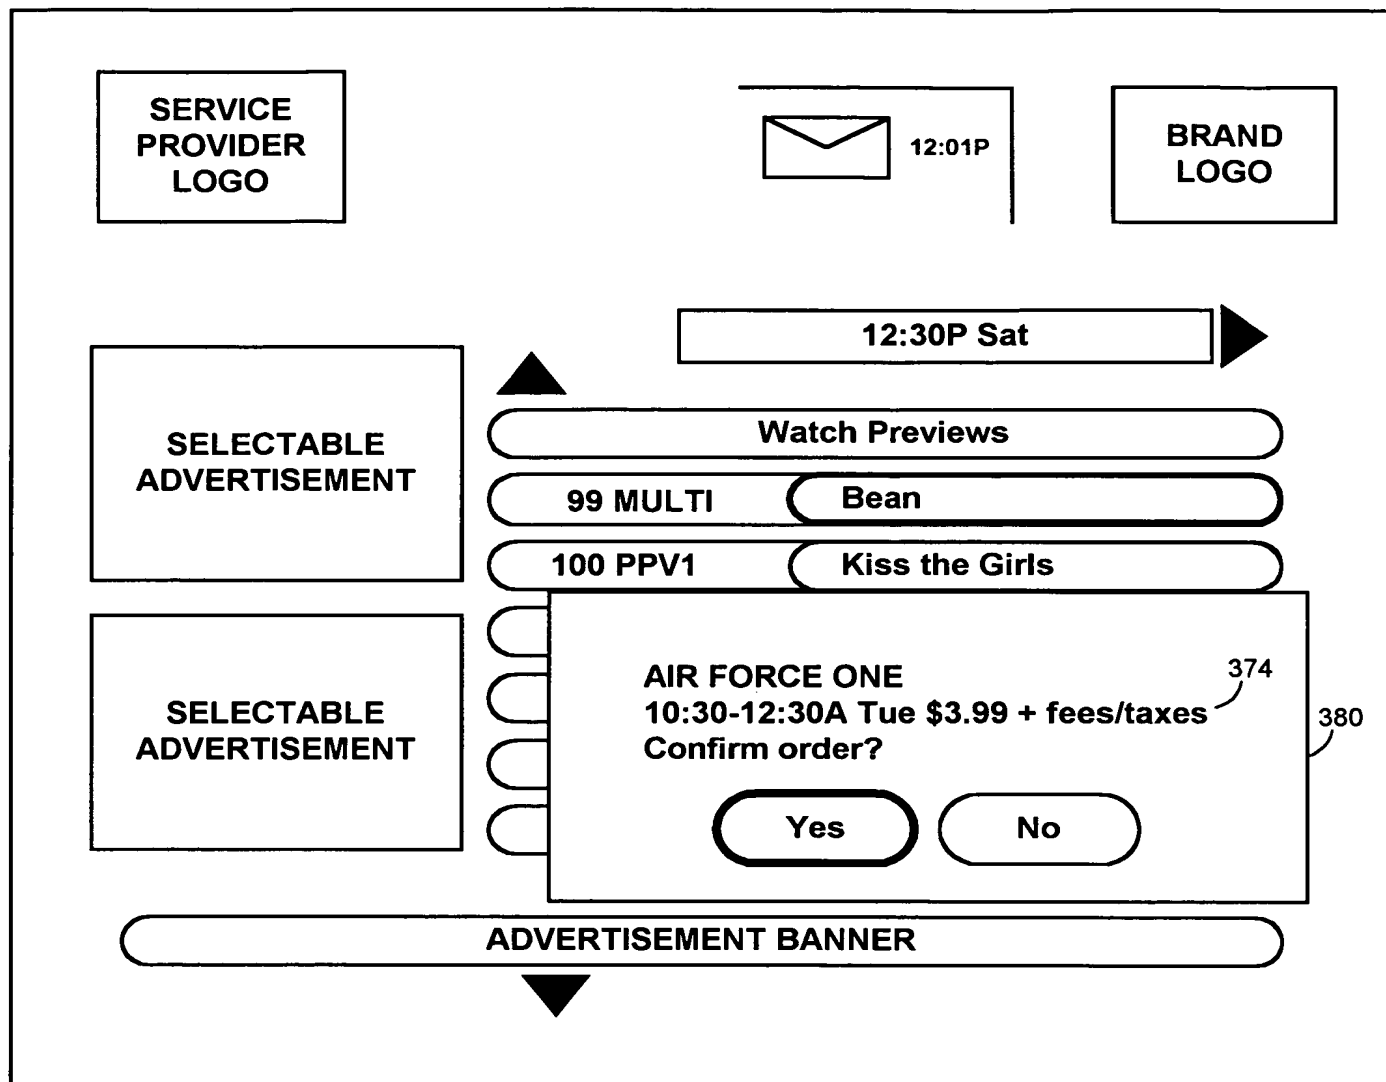 SERVICE
PROVIDER
LOGO
12:01P
BRAND
LOGO
12:30P Sat
SELECTABLE
ADVERTISEMENT
Watch Previews
99 MULTI Bean
100 PPV1 Kiss the Girls
SELECTABLE
ADVERTISEMENT
AIR FORCE ONE
374
10:30-12:30A Tue $3.99 + fees/taxes
380
Confirm order?
Yes No
ADVERTISEMENT BANNER